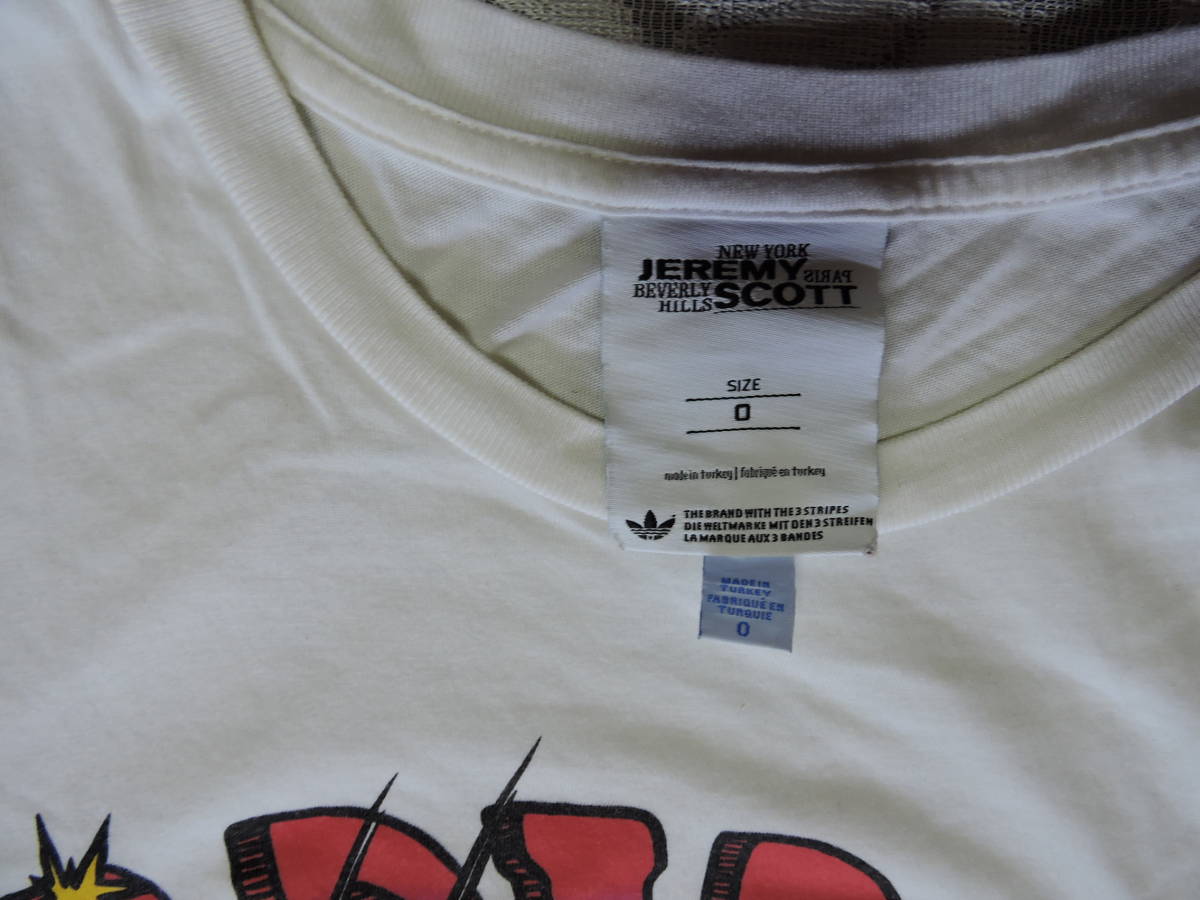 NEW YORK
JEREMY PARIS
BEVERLY SCOTT
HILLS
SIZE
0
made in turkey | fabriqué en turkey
THE BRAND WITH THE 3 STRIPES
DIE WELTMARKE MIT DEN 3 STREIFEN
LA MARQUE AUX 3 BANDES
MADE IN
TURKEY
FABRIQUÉ EN
TURQUIE
0